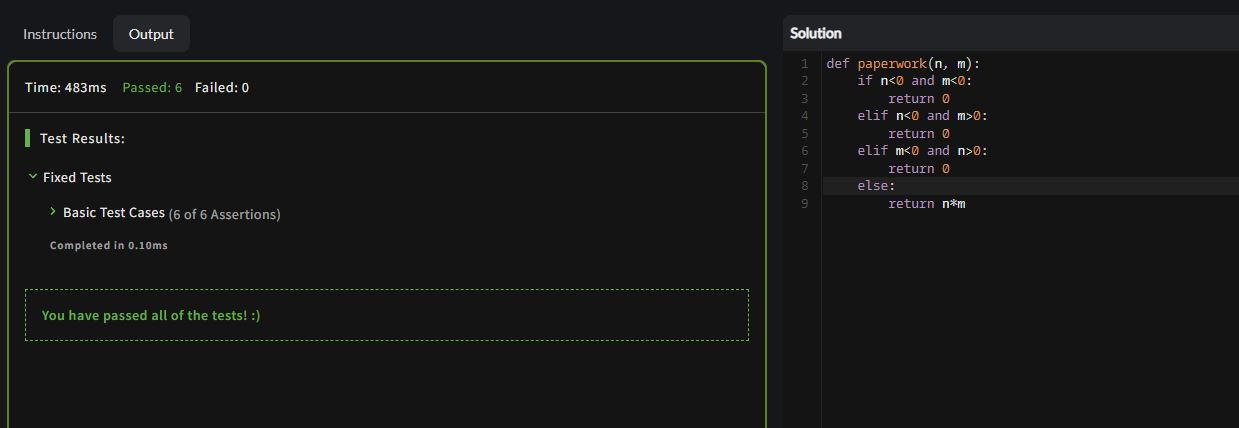 Instructions Output
Time: 483ms Passed: 6 Failed: 0
Test Results:
Fixed Tests
Basic Test Cases (6 of 6 Assertions)
Completed in 0.10ms
You have passed all of the tests! :)
Solution
1 def paperwork(n, m):
2     if n<0 and m<0:
3         return 0
4     elif n<0 and m>0:
5         return 0
6     elif m<0 and n>0:
7         return 0
8     else:
9         return n*m